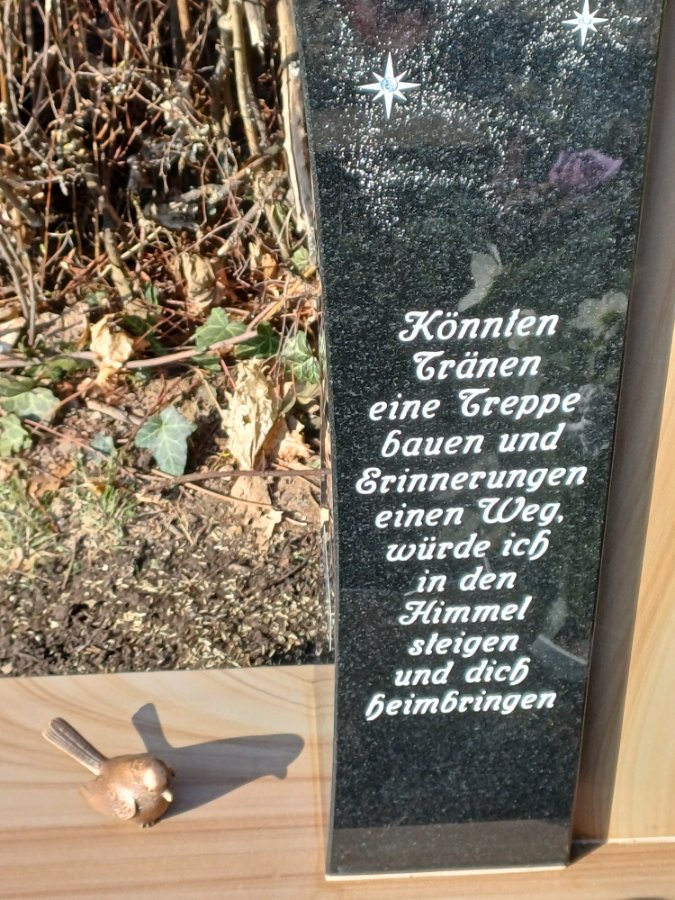 Könnten
Tränen
eine Treppe
bauen und
Erinnerungen
einen Weg,
würde ich
in den
Himmel
steigen
und dich
heimbringen